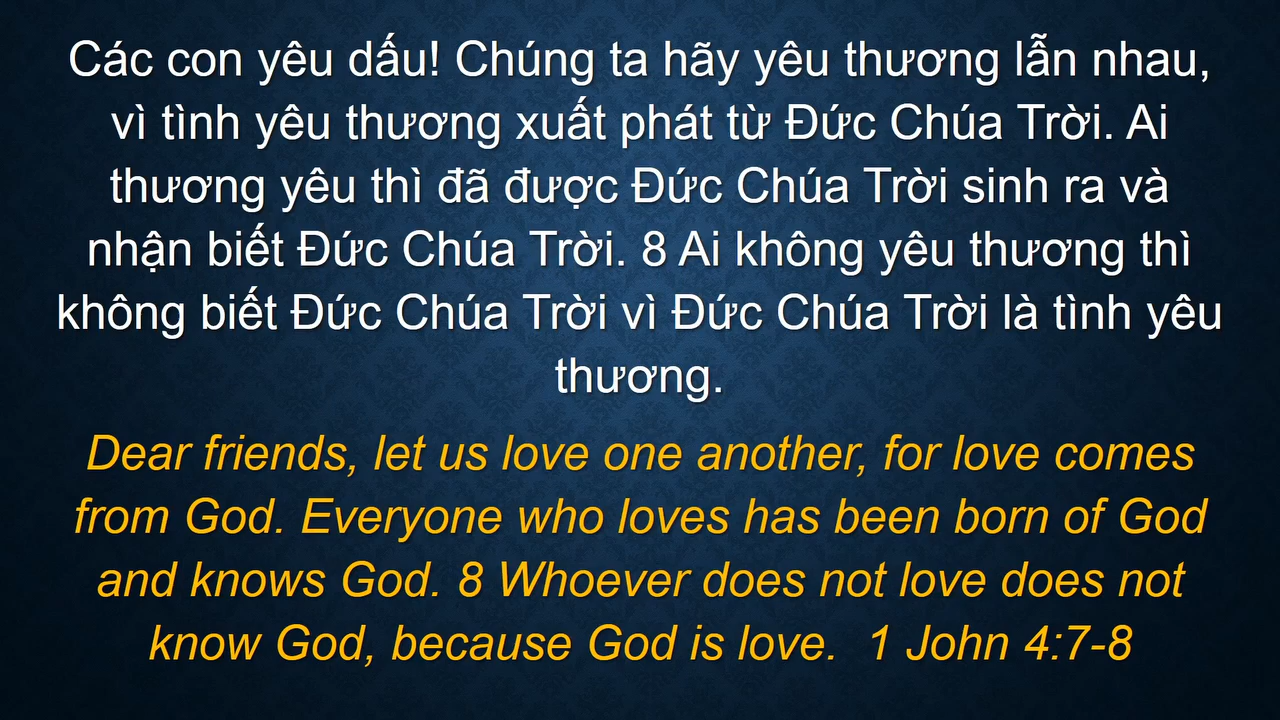 Các con yêu dấu! Chúng ta hãy yêu thương lẫn nhau,
vì tình yêu thương xuất phát từ Đức Chúa Trời. Ai
thương yêu thì đã được Đức Chúa Trời sinh ra và
nhận biết Đức Chúa Trời. 8 Ai không yêu thương thì
không biết Đức Chúa Trời vì Đức Chúa Trời là tình yêu
thương.
Dear friends, let us love one another, for love comes
from God. Everyone who loves has been born of God
and knows God. 8 Whoever does not love does not
know God, because God is love.  1 John 4:7-8